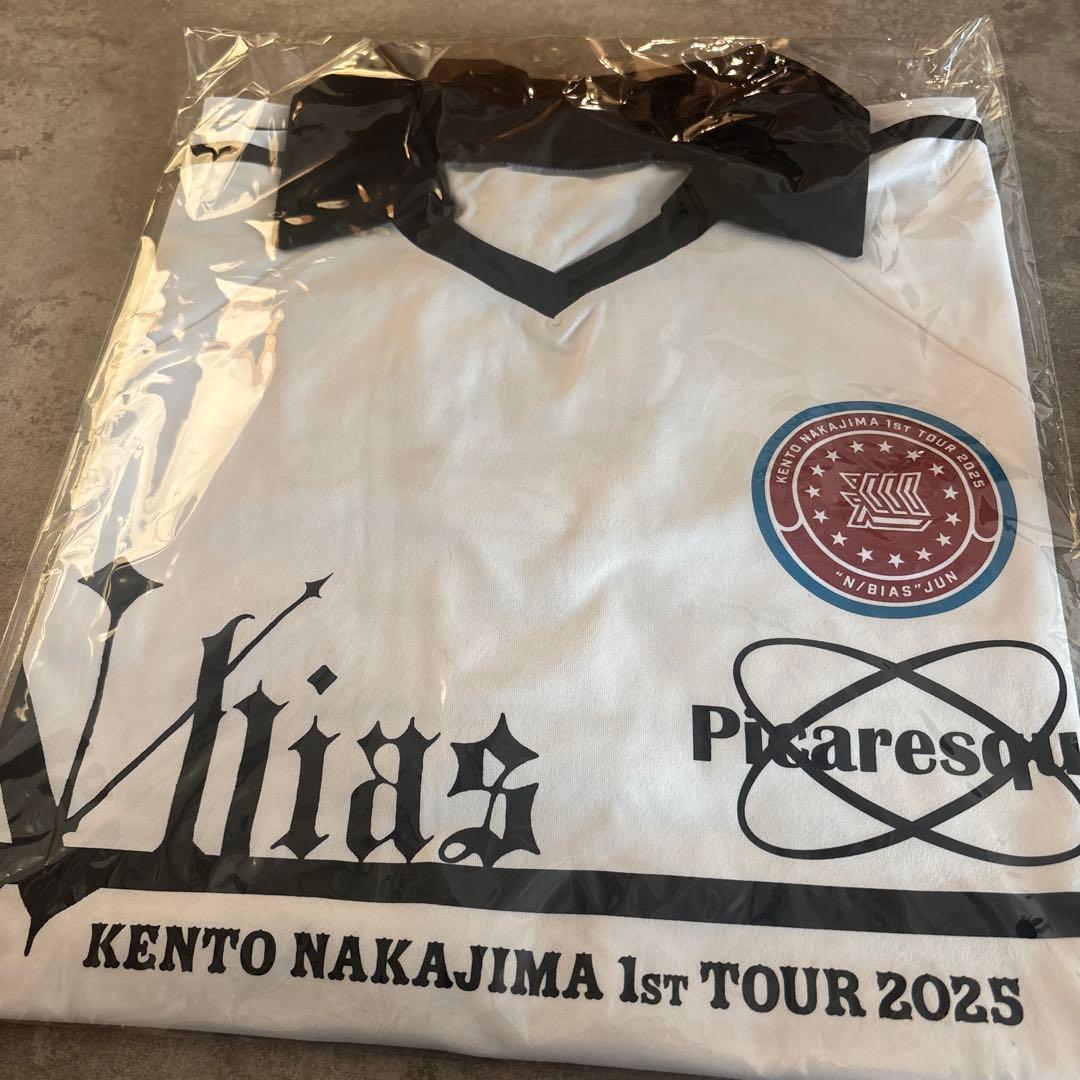 KENTO NAKAJIMA 1ST TOUR 2025
"N/BIAS" JUN
Picaresqu
N/bias
KENTO NAKAJIMA 1ST TOUR 2025